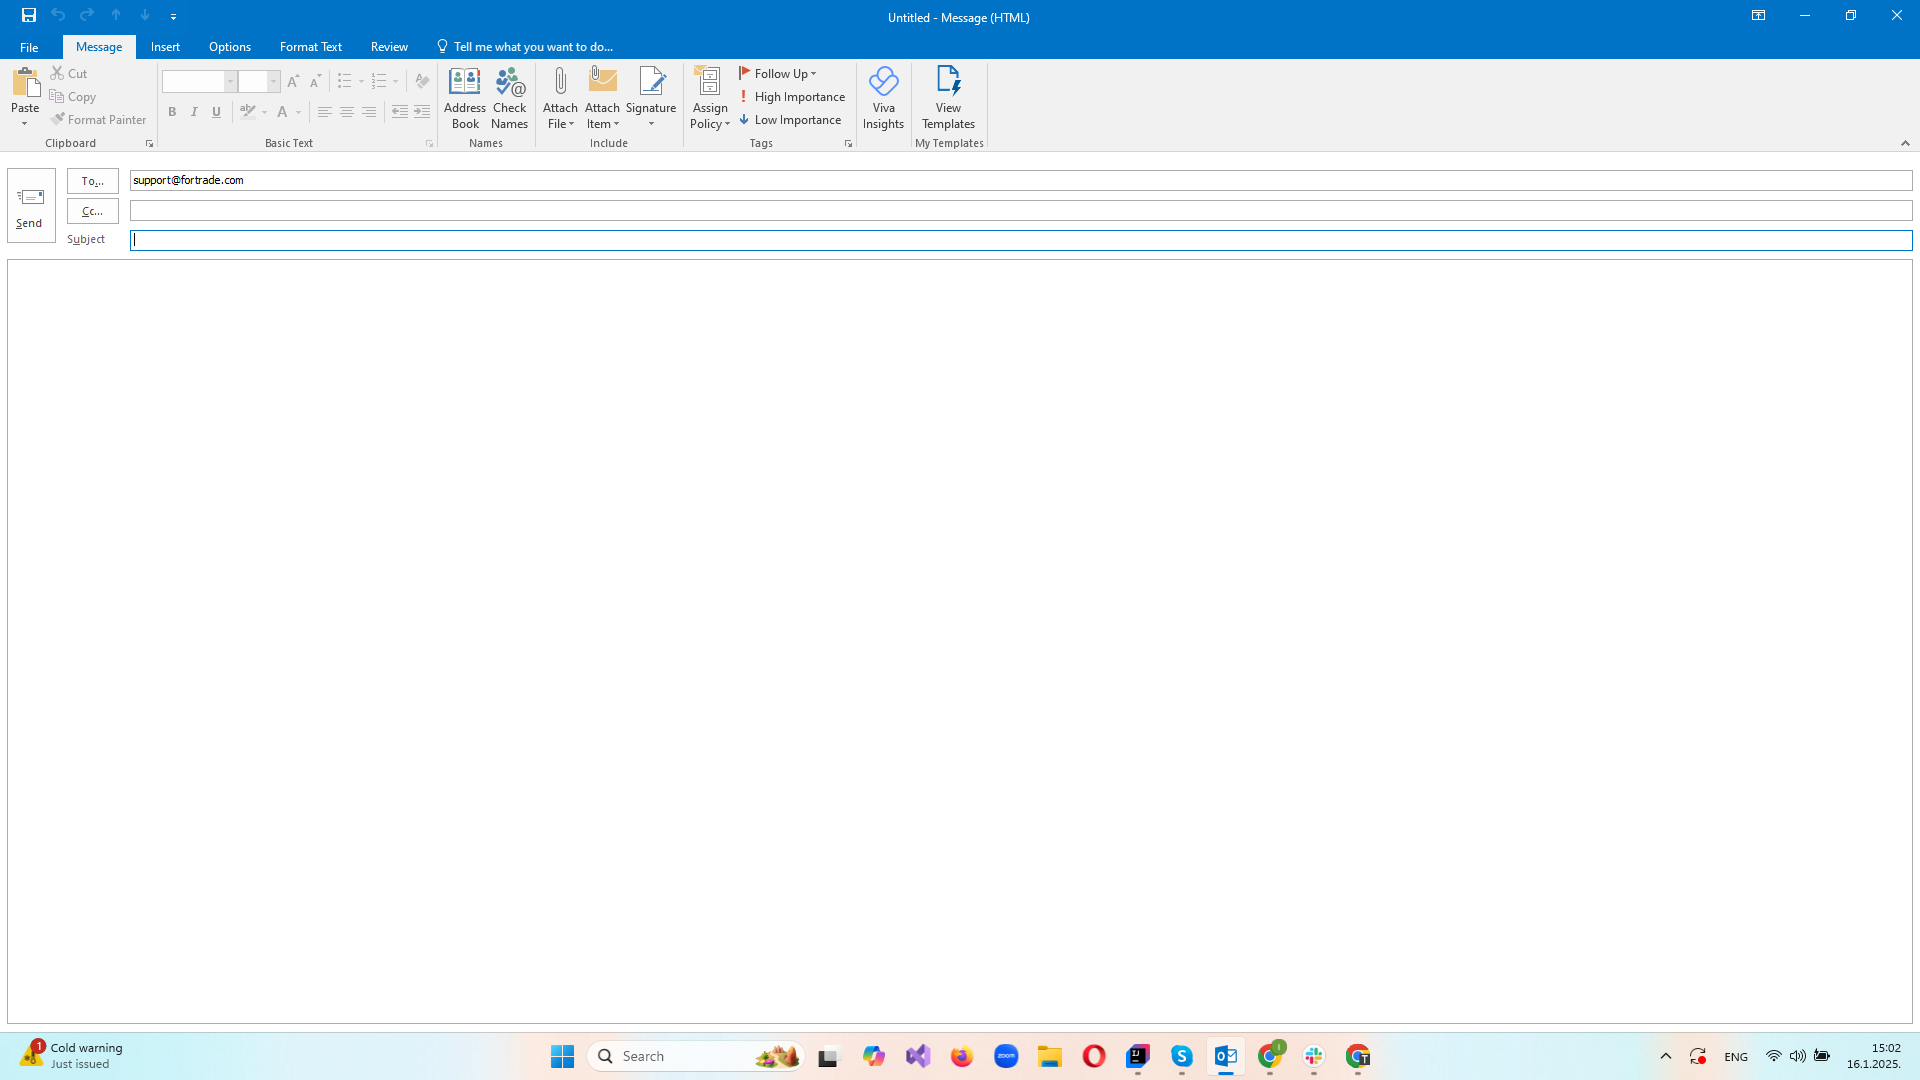 Untitled - Message (HTML)
File Message Insert Options Format Text Review Tell me what you want to do...
Paste
Cut
Copy
Format Painter
Clipboard
B I U
Basic Text
Address Book
Check Names
Names
Attach File
Attach Item
Signature
Include
Assign Policy
Follow Up
High Importance
Low Importance
Tags
Viva Insights
View Templates
My Templates
Send
To...
support@fortrade.com
Cc...
Subject
1
Cold warning
Just issued
Search
zoom
ENG
15:02
16.1.2025.